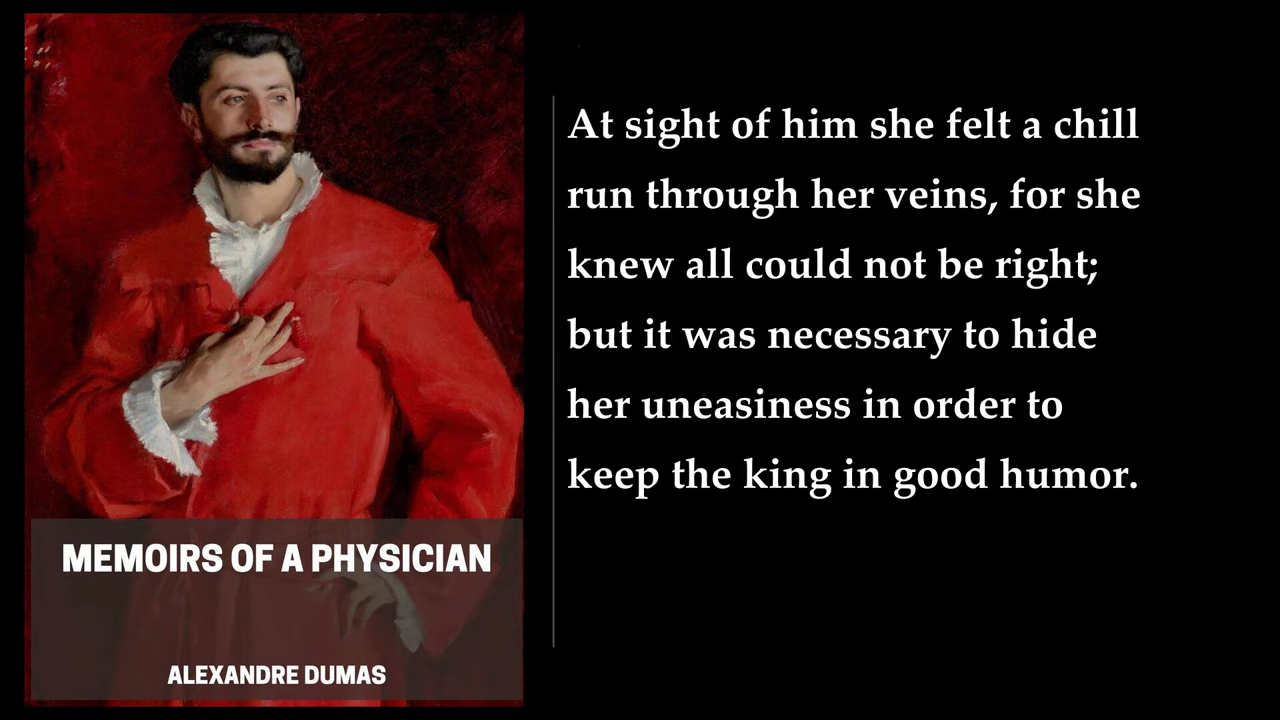 MEMOIRS OF A PHYSICIAN
ALEXANDRE DUMAS
At sight of him she felt a chill
run through her veins, for she
knew all could not be right;
but it was necessary to hide
her uneasiness in order to
keep the king in good humor.